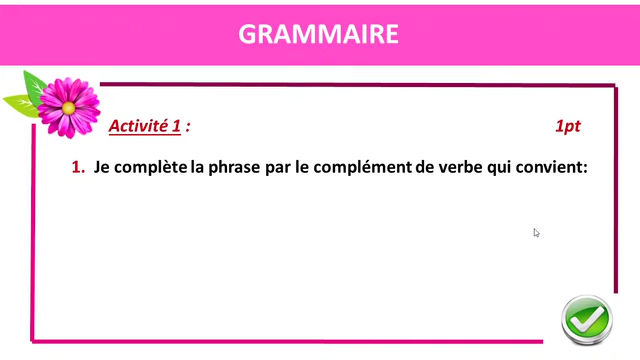 GRAMMAIRE
Activité 1 : 1pt
1. Je complète la phrase par le complément de verbe qui convient: